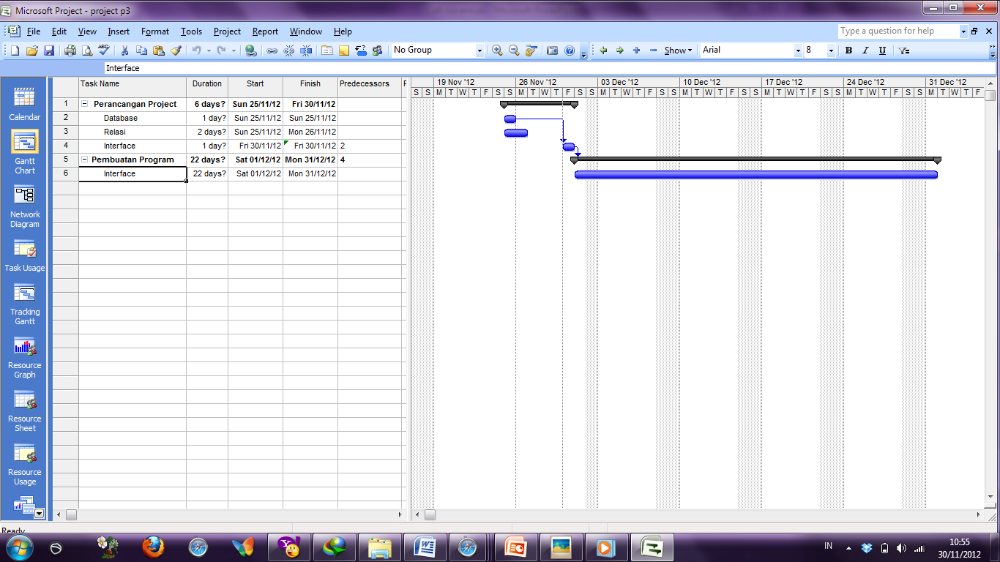 Microsoft Project - project p3
File Edit View Insert Format Tools Project Report Window Help
Type a question for help
No Group
Show
Arial
8
B I U
Interface
Task Name Duration Start Finish Predecessors
19 Nov '12 26 Nov '12 03 Dec '12 10 Dec '12 17 Dec '12 24 Dec '12 31 Dec '12
S S M T W T F S S M T W T F S S M T W T F S S M T W T F S S M T W T F S S M T W T F S S M T W T F
1 Perancangan Project 6 days? Sun 25/11/12 Fri 30/11/12
2 Database 1 day? Sun 25/11/12 Sun 25/11/12
3 Relasi 2 days? Sun 25/11/12 Mon 26/11/12
4 Interface 1 day? Fri 30/11/12 Fri 30/11/12 2
5 Pembuatan Program 22 days? Sat 01/12/12 Mon 31/12/12 4
6 Interface 22 days? Sat 01/12/12 Mon 31/12/12
Calendar
Gantt
Chart
Network
Diagram
Task Usage
Tracking
Gantt
Resource
Graph
Resource
Sheet
Resource
Usage
Ready
IN
10:55
30/11/2012